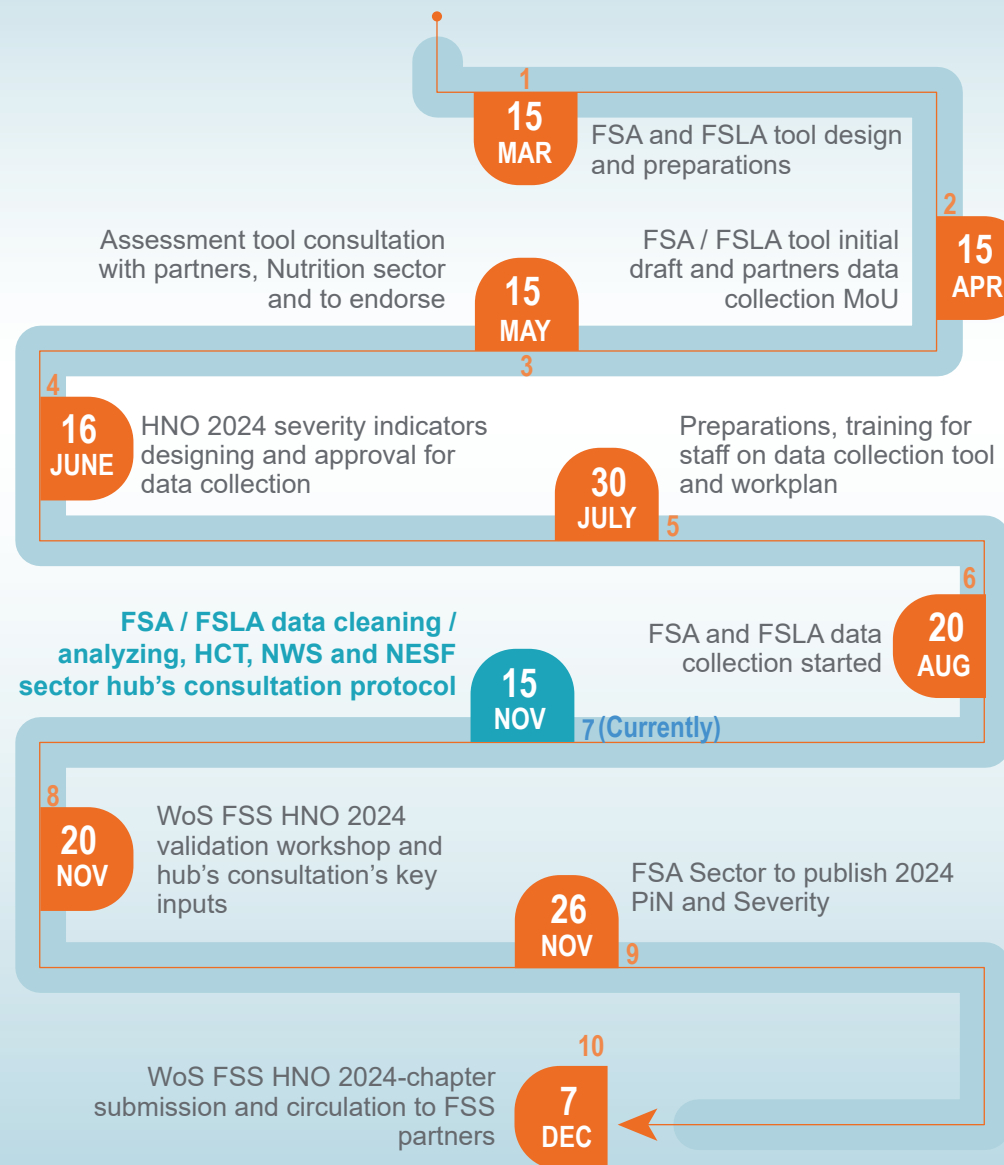 1
15
MAR
FSA and FSLA tool design
and preparations
2
15
APR
FSA / FSLA tool initial
draft and partners data
collection MoU
Assessment tool consultation
with partners, Nutrition sector
and to endorse
15
MAY
3
4
16
JUNE
HNO 2024 severity indicators
designing and approval for
data collection
30
JULY
5
Preparations, training for
staff on data collection tool
and workplan
6
20
AUG
FSA and FSLA data
collection started
FSA / FSLA data cleaning /
analyzing, HCT, NWS and NESF
sector hub's consultation protocol
15
NOV
7 (Currently)
8
20
NOV
WoS FSS HNO 2024
validation workshop and
hub's consultation's key
inputs
26
NOV
9
FSA Sector to publish 2024
PiN and Severity
10
7
DEC
WoS FSS HNO 2024-chapter
submission and circulation to FSS
partners